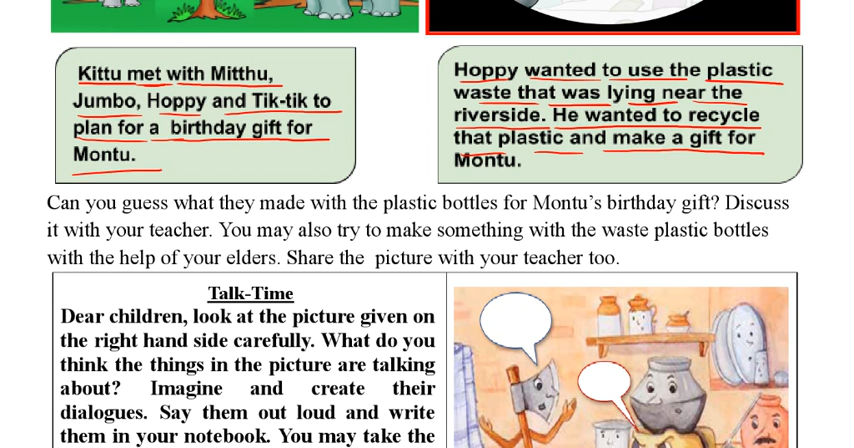 Kittu met with Mitthu,
Jumbo, Hoppy and Tik-tik to
plan for a birthday gift for
Montu.
Hoppy wanted to use the plastic
waste that was lying near the
riverside. He wanted to recycle
that plastic and make a gift for
Montu.
Can you guess what they made with the plastic bottles for Montu’s birthday gift? Discuss
it with your teacher. You may also try to make something with the waste plastic bottles
with the help of your elders. Share the picture with your teacher too.
Talk-Time
Dear children, look at the picture given on
the right hand side carefully. What do you
think the things in the picture are talking
about? Imagine and create their
dialogues. Say them out loud and write
them in your notebook. You may take the